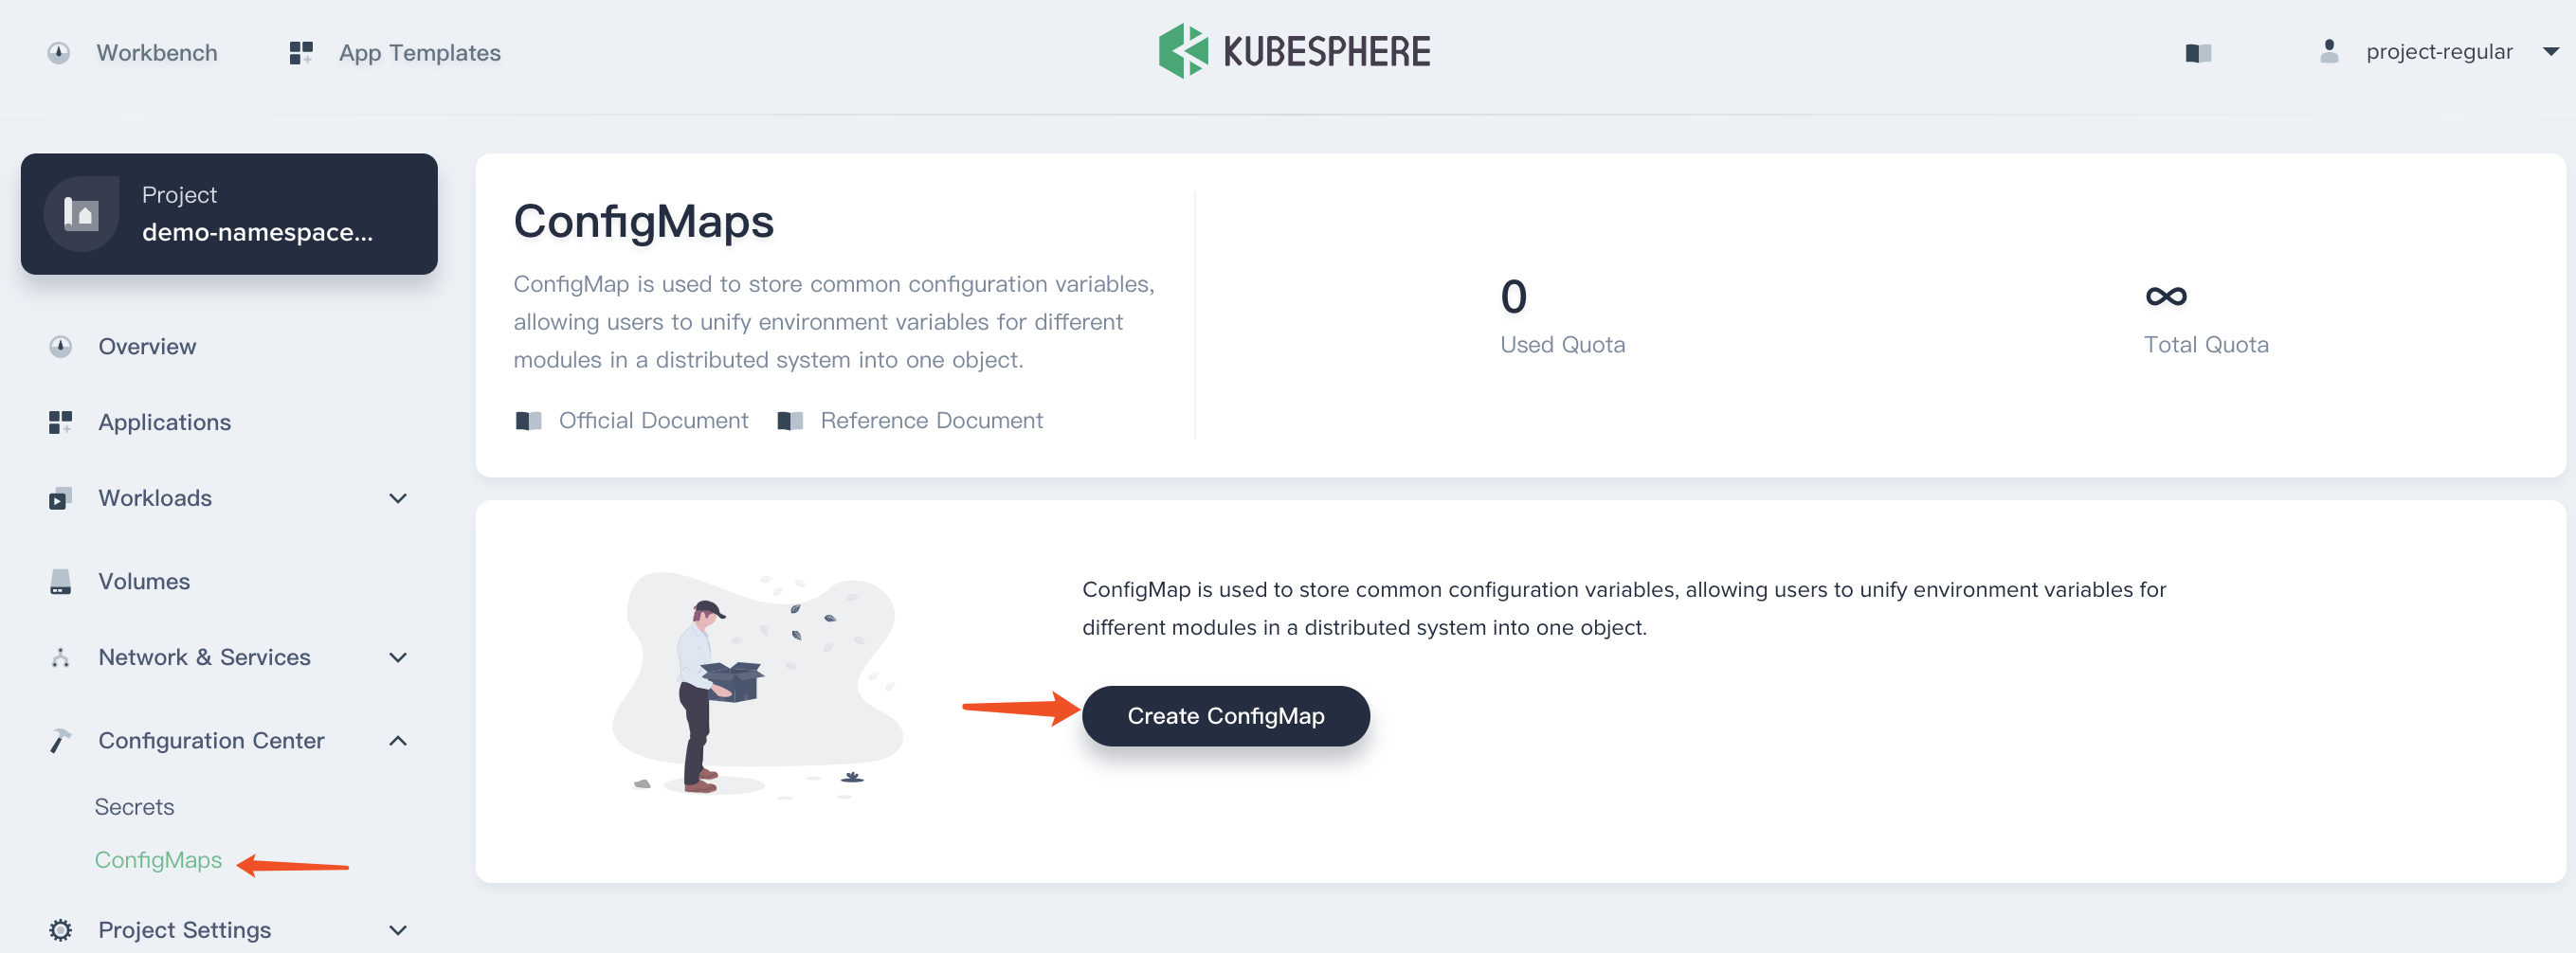 Workbench
App Templates
KUBESPHERE
project-regular
Project
demo-namespace...
Overview
Applications
Workloads
Volumes
Network & Services
Configuration Center
Secrets
ConfigMaps
Project Settings
ConfigMaps
ConfigMap is used to store common configuration variables,
allowing users to unify environment variables for different
modules in a distributed system into one object.
Official Document
Reference Document
0
Used Quota
∞
Total Quota
ConfigMap is used to store common configuration variables, allowing users to unify environment variables for
different modules in a distributed system into one object.
Create ConfigMap